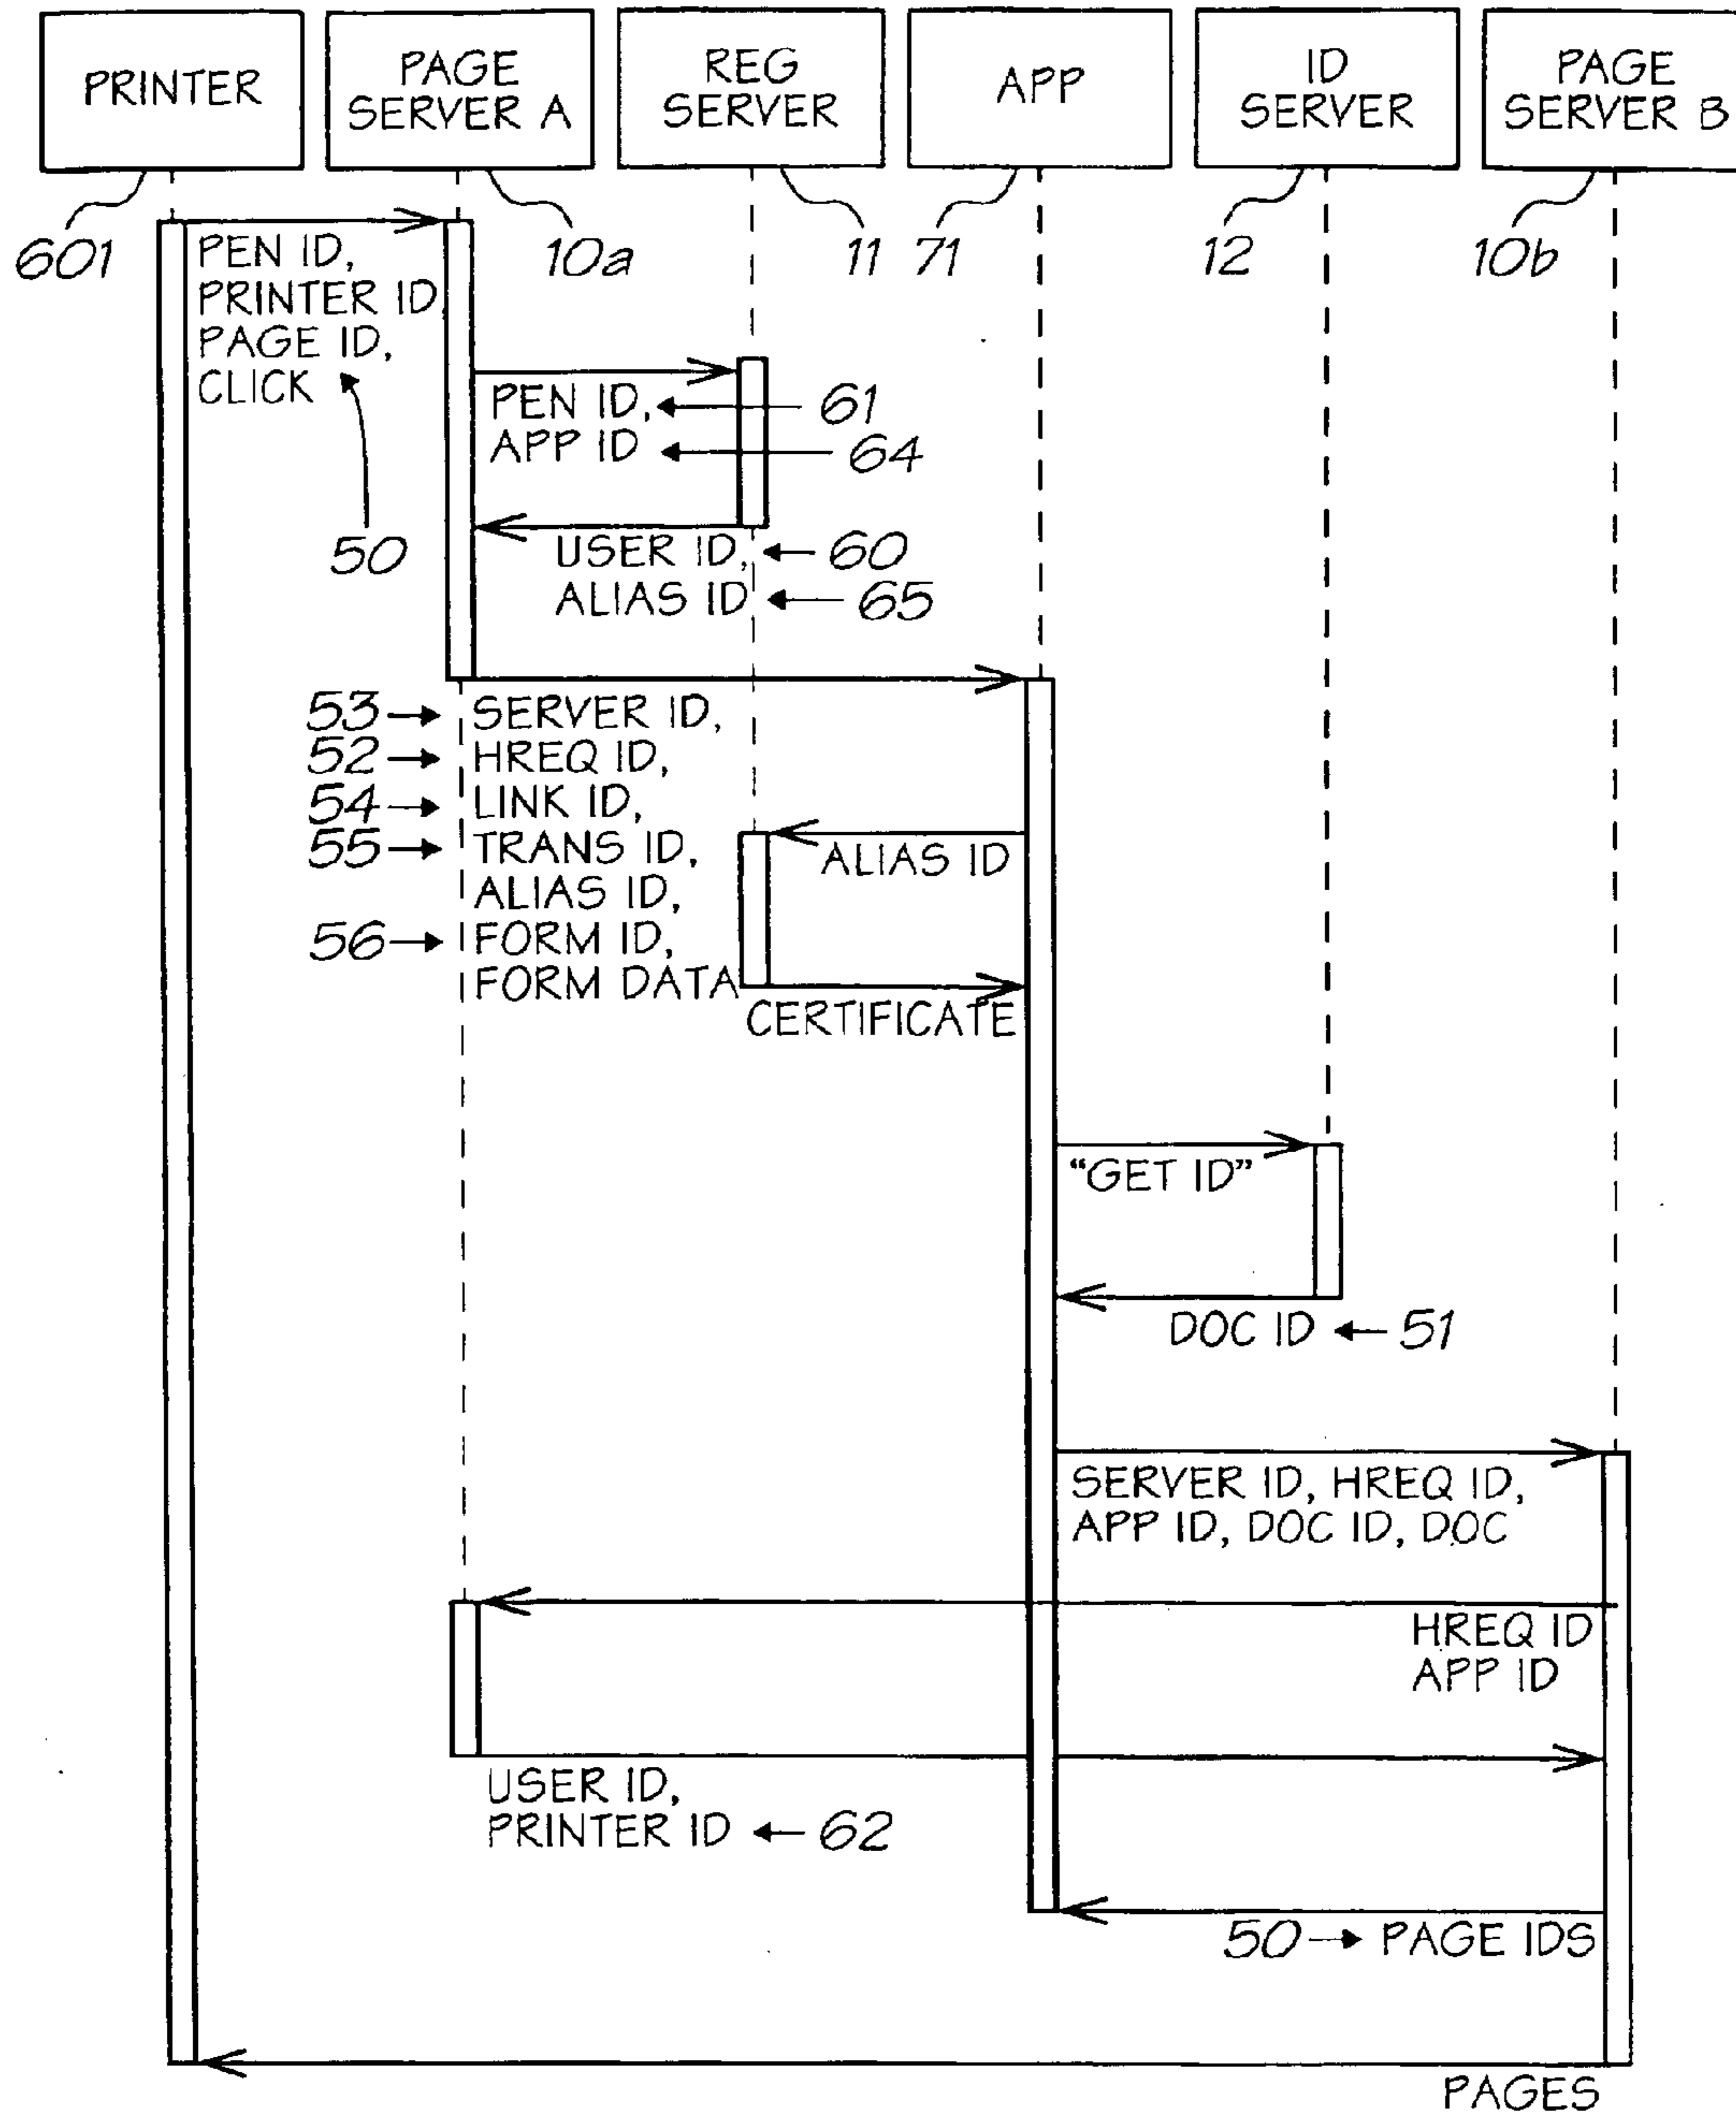 PRINTER
PAGE
SERVER A
REG
SERVER
APP
ID
SERVER
PAGE
SERVER B
601
10a
11
71
12
10b
PEN ID,
PRINTER ID
PAGE ID,
CLICK
50
PEN ID,
61
APP ID
64
USER ID,
60
ALIAS ID
65
53
SERVER ID,
52
HREQ ID,
54
LINK ID,
55
TRANS ID,
ALIAS ID,
56
FORM ID,
FORM DATA
ALIAS ID
CERTIFICATE
“GET ID”
DOC ID
51
SERVER ID, HREQ ID,
APP ID, DOC ID, DOC
HREQ ID
APP ID
USER ID,
PRINTER ID
62
50
PAGE IDS
PAGES